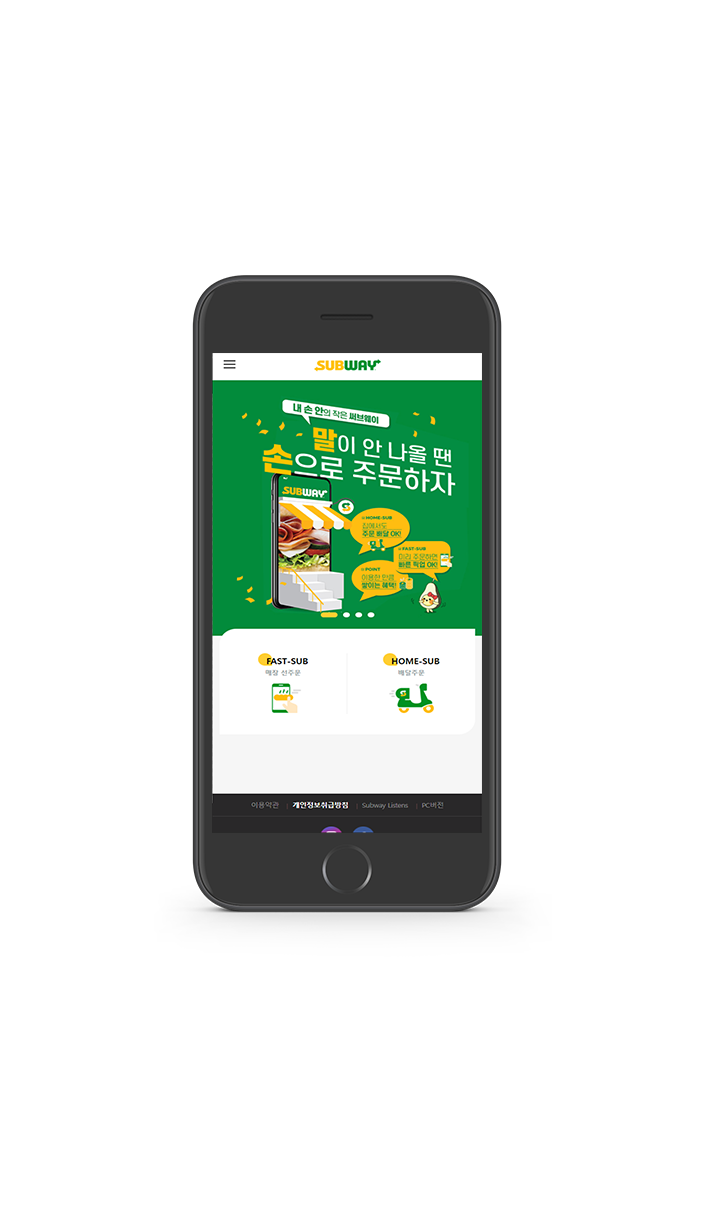 SUBWAY
내 손 안의 작은 써브웨이
말이 안 나올 땐
손으로 주문하자
SUBWAY
HOME-SUB
집에서도
주문 배달 OK!
FAST-SUB
미리 주문하면
빠른 픽업 OK!
POINT
이용한 만큼
쌓이는 혜택!
FAST-SUB
매장 선주문
HOME-SUB
배달주문
이용약관 | 개인정보취급방침 | Subway Listens | PC버전